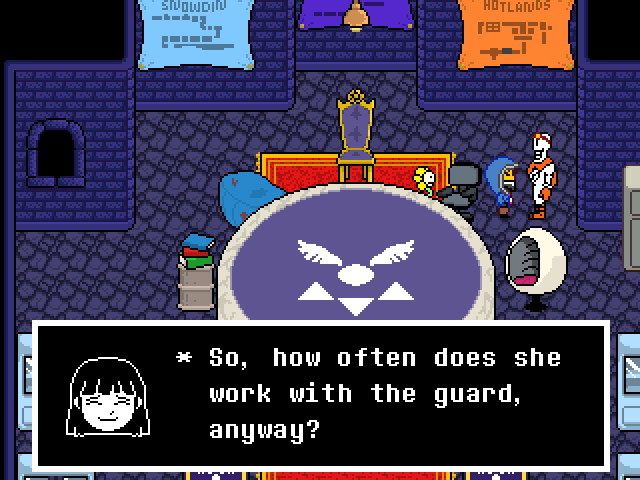 SNOWDIN
HOTLANDS
* So, how often does she
work with the guard,
anyway?